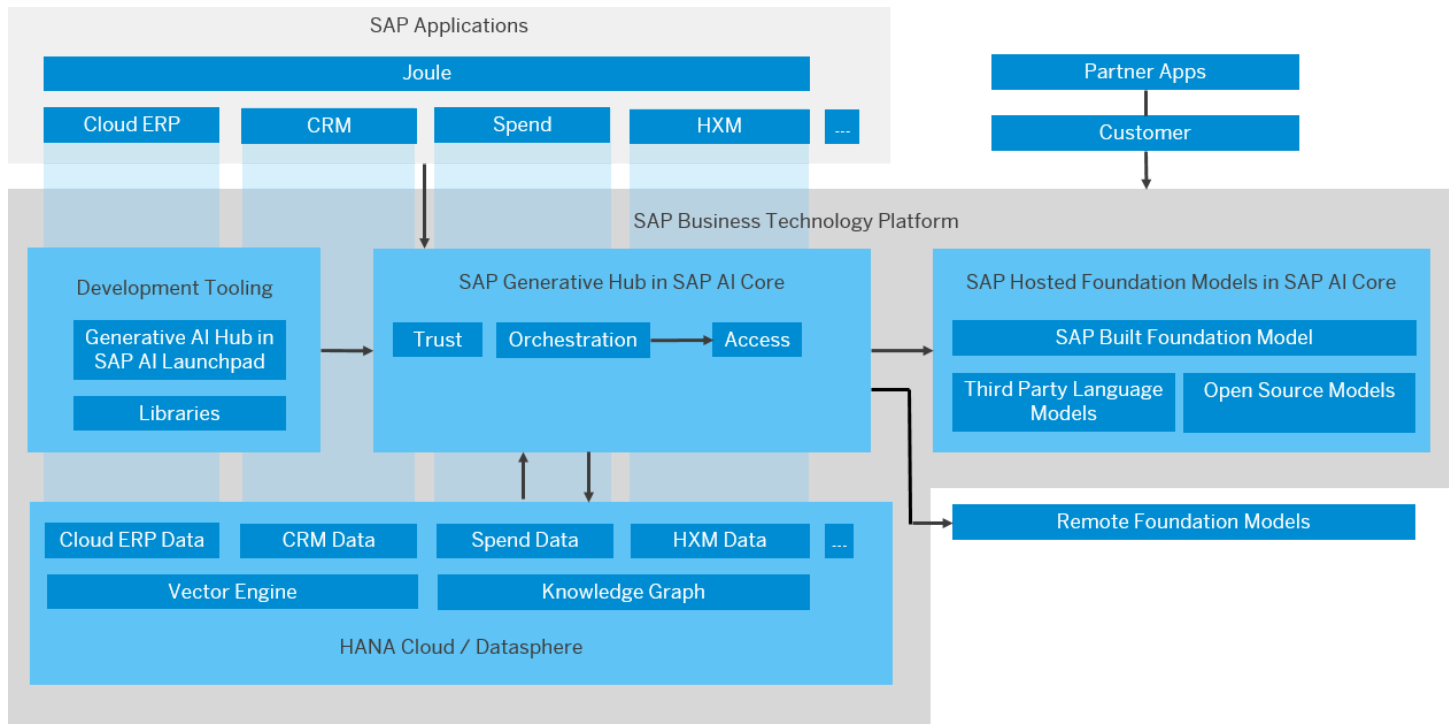 SAP Applications
Joule
Cloud ERP
CRM
Spend
HXM
...
Partner Apps
Customer
SAP Business Technology Platform
Development Tooling
Generative AI Hub in
SAP AI Launchpad
Libraries
SAP Generative Hub in SAP AI Core
Trust
Orchestration
Access
SAP Hosted Foundation Models in SAP AI Core
SAP Built Foundation Model
Third Party Language
Models
Open Source Models
Remote Foundation Models
Cloud ERP Data
CRM Data
Spend Data
HXM Data
...
Vector Engine
Knowledge Graph
HANA Cloud / Datasphere